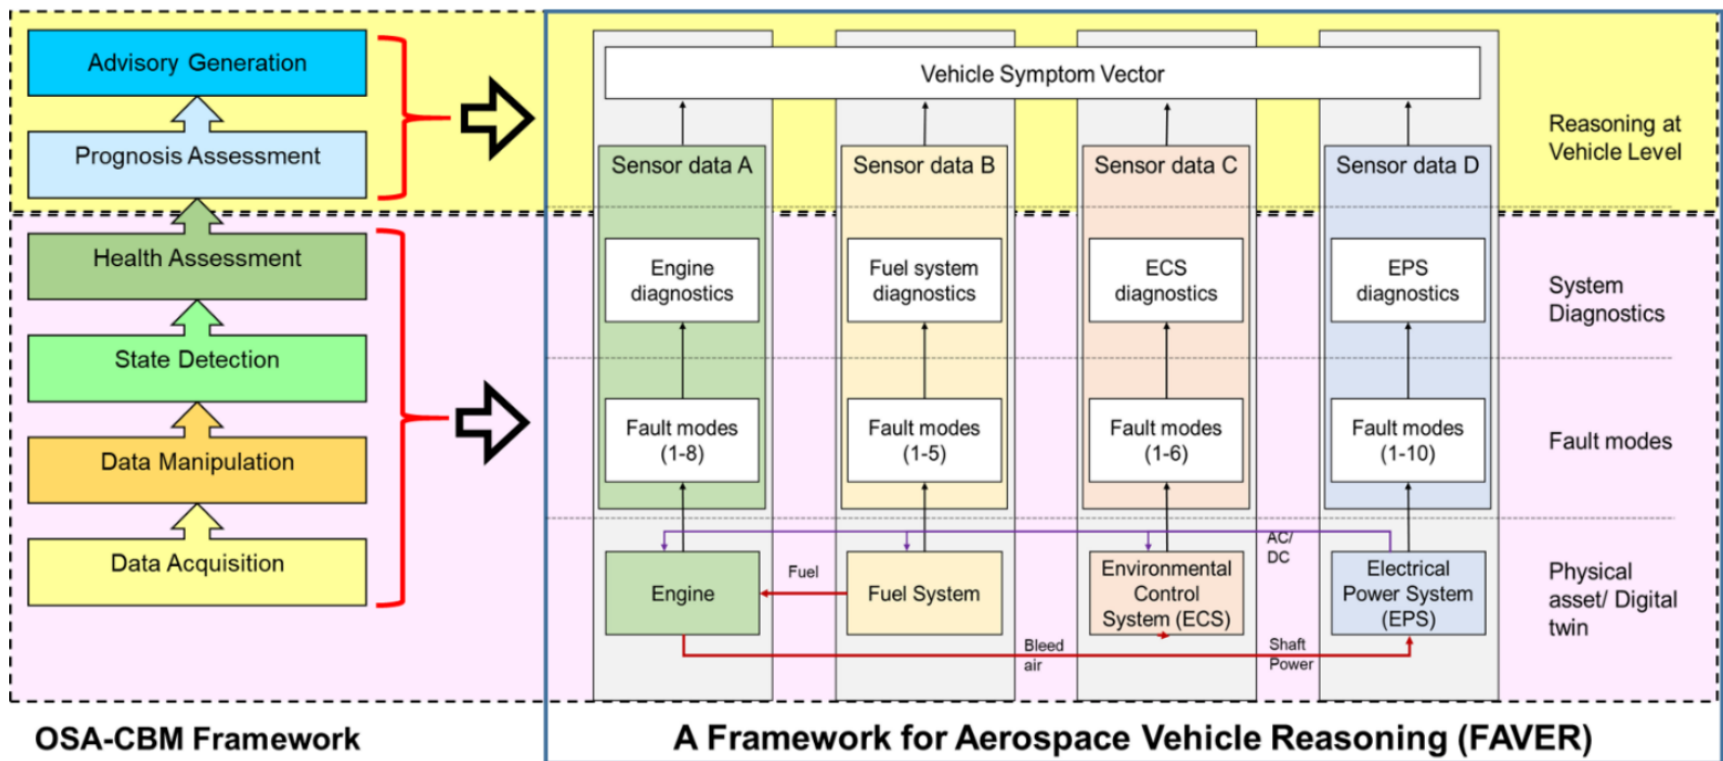 Advisory Generation
Prognosis Assessment
Health Assessment
State Detection
Data Manipulation
Data Acquisition
OSA-CBM Framework
Vehicle Symptom Vector
Sensor data A
Sensor data B
Sensor data C
Sensor data D
Reasoning at
Vehicle Level
Engine
diagnostics
Fuel system
diagnostics
ECS
diagnostics
EPS
diagnostics
System
Diagnostics
Fault modes
(1-8)
Fault modes
(1-5)
Fault modes
(1-6)
Fault modes
(1-10)
Fault modes
AC/
DC
Engine
Fuel
Fuel System
Environmental
Control
System (ECS)
Electrical
Power System
(EPS)
Physical
asset/ Digital
twin
Bleed
air
Shaft
Power
A Framework for Aerospace Vehicle Reasoning (FAVER)